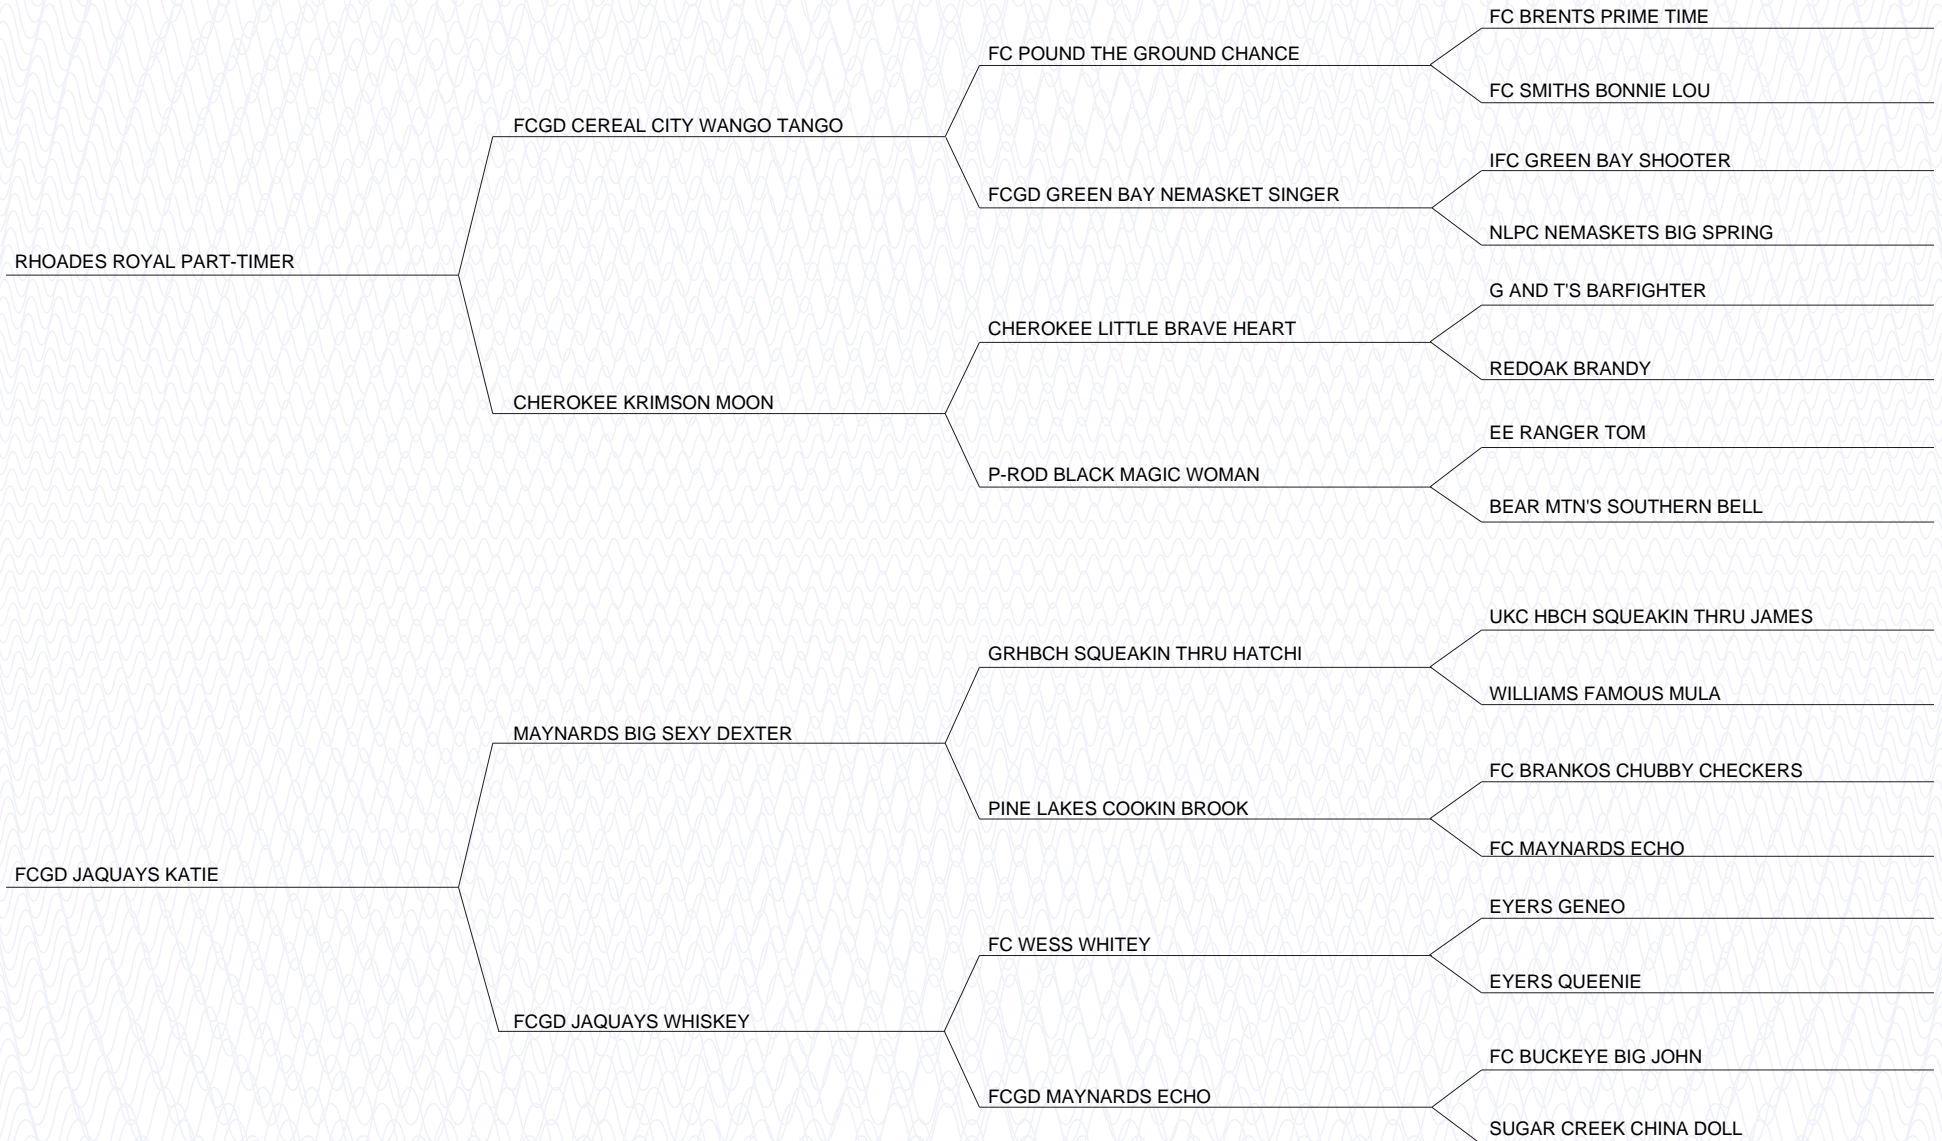 FC BRENTS PRIME TIME
FC POUND THE GROUND CHANCE
FC SMITHS BONNIE LOU
FCGD CEREAL CITY WANGO TANGO
IFC GREEN BAY SHOOTER
FCGD GREEN BAY NEMASKET SINGER
NLPC NEMASKETS BIG SPRING
RHOADES ROYAL PART-TIMER
G AND T'S BARFIGHTER
CHEROKEE LITTLE BRAVE HEART
REDOAK BRANDY
CHEROKEE KRIMSON MOON
EE RANGER TOM
P-ROD BLACK MAGIC WOMAN
BEAR MTN'S SOUTHERN BELL
UKC HBCH SQUEAKIN THRU JAMES
GRHBCH SQUEAKIN THRU HATCHI
WILLIAMS FAMOUS MULA
MAYNARDS BIG SEXY DEXTER
FC BRANKOS CHUBBY CHECKERS
PINE LAKES COOKIN BROOK
FC MAYNARDS ECHO
FCGD JAQUAYS KATIE
EYERS GENEO
FC WESS WHITEY
EYERS QUEENIE
FCGD JAQUAYS WHISKEY
FC BUCKEYE BIG JOHN
FCGD MAYNARDS ECHO
SUGAR CREEK CHINA DOLL